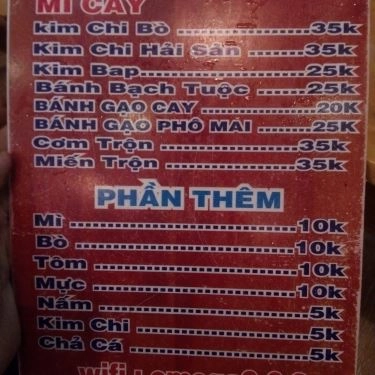 MÌ CAY
kim Chi Bò 35k
Kim Chi Hải Sản 35k
Kim Bap 25k
Bánh Bạch Tuộc 25k
BÁNH GẠO CAY 20K
BÁNH GẠO PHÔ MAI 25K
Cơm Trộn 35k
Miến Trộn 35k
PHẦN THÊM
Mì 10k
Bò 10k
Tôm 10k
Mực 10k
Nấm 5k
Kim Chi 5k
Chả Cá 5k
wifi